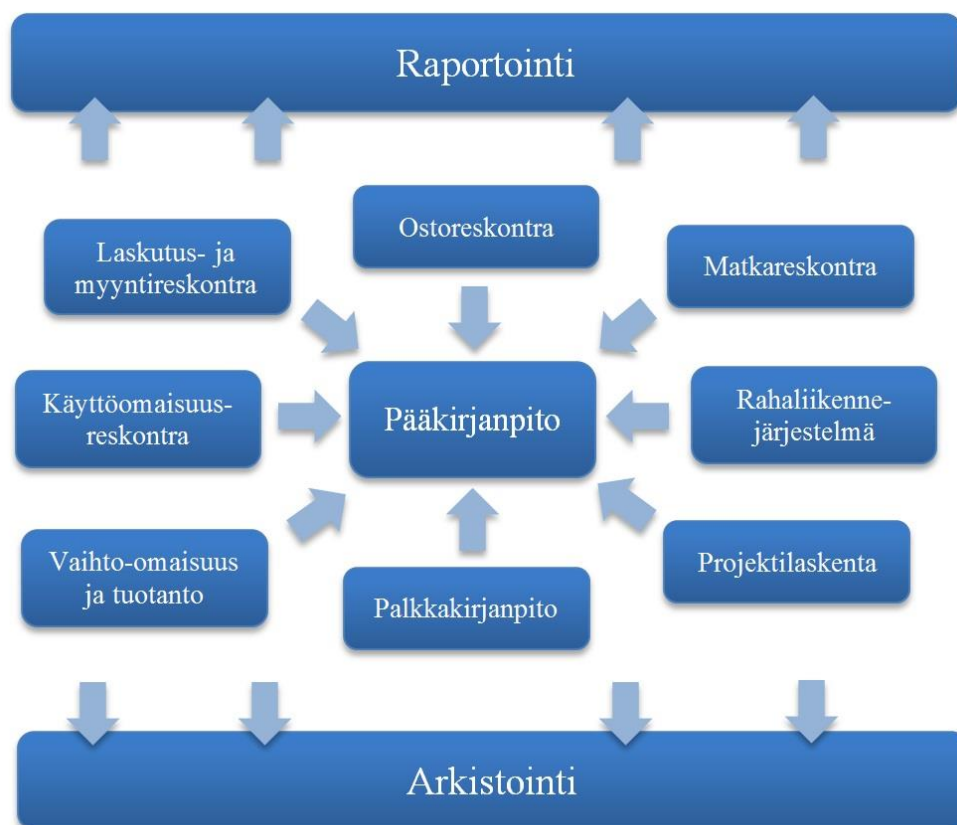 Raportointi
Ostoreskontra
Laskutus- ja
myyntireskontra
Matkareskontra
Käyttöomaisuus-
reskontra
Pääkirjanpito
Rahaliikenne-
järjestelmä
Vaihto-omaisuus
ja tuotanto
Palkkakirjanpito
Projektilaskenta
Arkistointi